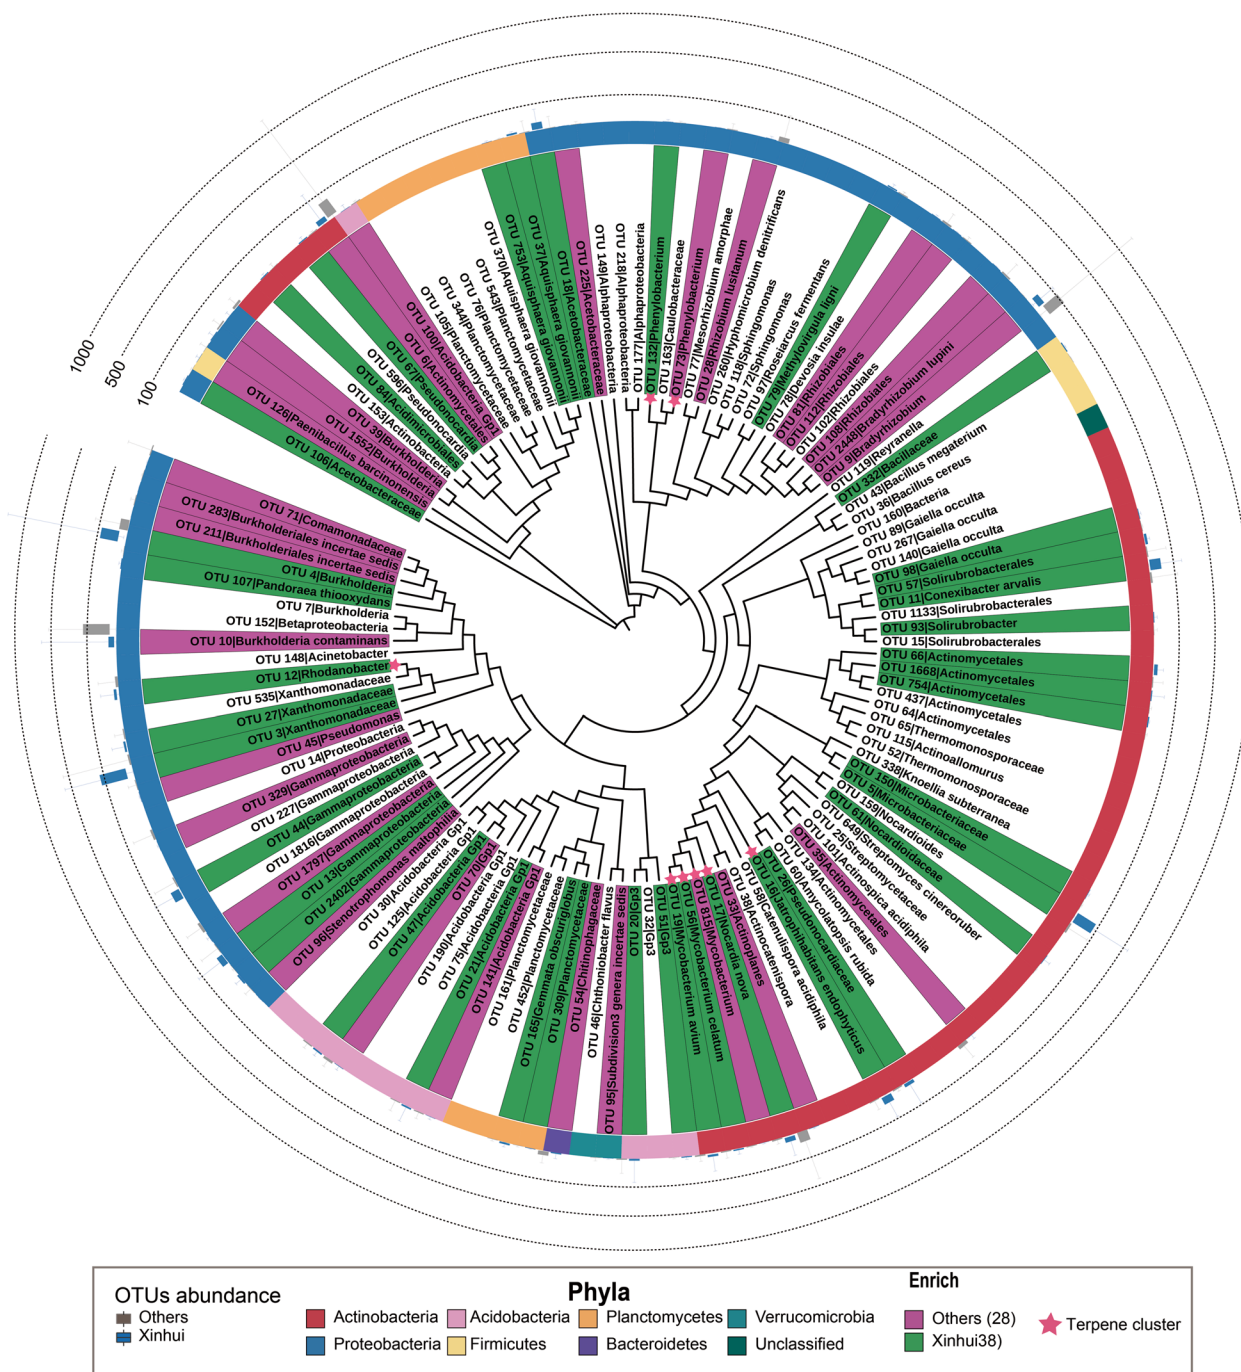 1000
500
100
OTU 106|Acetobacteraceae
OTU 126|Paenibacillus barcinonensis
OTU 1552|Burkholderia
OTU 39|Burkholderia
OTU 153|Actinobacteria
OTU 84|Acidimicrobiales
OTU 596|Pseudonocardia
OTU 67|Pseudonocardia
OTU 6|Actinomycetales
OTU 100|Acidobacteria Gp1
OTU 105|Planctomycetaceae
OTU 344|Planctomycetaceae
OTU 76|Planctomycetaceae
OTU 543|Planctomycetaceae
OTU 370|Aquisphaera giovannonii
OTU 753|Aquisphaera giovannonii
OTU 37|Aquisphaera giovannonii
OTU 18|Acetobacteraceae
OTU 225|Acetobacteraceae
OTU 149|Alphaproteobacteria
OTU 218|Alphaproteobacteria
OTU 177|Alphaproteobacteria
OTU 132|Phenylobacterium
OTU 163|Caulobacteraceae
OTU 73|Phenylobacterium
OTU 77|Mesorhizobium amorphae
OTU 28|Rhizobium lusitanum
OTU 260|Hyphomicrobium denitrificans
OTU 118|Sphingomonas
OTU 72|Sphingomonas
OTU 97|Roseiarcus fermentans
OTU 79|Methylovirgula ligni
OTU 78|Devosia insulae
OTU 81|Rhizobiales
OTU 112|Rhizobiales
OTU 102|Rhizobiales
OTU 108|Rhizobiales
OTU 2448|Bradyrhizobium lupini
OTU 9|Bradyrhizobium
OTU 119|Reyranella
OTU 332|Bacillaceae
OTU 43|Bacillus megaterium
OTU 36|Bacillus cereus
OTU 160|Bacteria
OTU 89|Gaiella occulta
OTU 267|Gaiella occulta
OTU 140|Gaiella occulta
OTU 98|Gaiella occulta
OTU 57|Solirubrobacterales
OTU 11|Conexibacter arvalis
OTU 1133|Solirubrobacterales
OTU 93|Solirubrobacter
OTU 15|Solirubrobacterales
OTU 66|Actinomycetales
OTU 1668|Actinomycetales
OTU 754|Actinomycetales
OTU 437|Actinomycetales
OTU 64|Actinomycetales
OTU 65|Thermomonosporaceae
OTU 115|Actinoallomurus
OTU 52|Thermomonosporaceae
OTU 338|Knoellia subterranea
OTU 150|Microbacteriaceae
OTU 5|Microbacteriaceae
OTU 159|Nocardioides
OTU 61|Nocardioidaceae
OTU 649|Streptomyces cinereoruber
OTU 25|Streptomycetaceae
OTU 101|Actinospica acidiphila
OTU 35|Actinomycetales
OTU 134|Actinomycetales
OTU 60|Amycolatopsis rubida
OTU 26|Pseudonocardiaceae
OTU 16|Jatrophihabitans endophyticus
OTU 58|Catenulispora acidiphila
OTU 38|Actinocatenispora
OTU 33|Actinoplanes
OTU 17|Nocardia nova
OTU 815|Mycobacterium
OTU 56|Mycobacterium celatum
OTU 19|Mycobacterium avium
OTU 51|Gp3
OTU 32|Gp3
OTU 20|Gp3
OTU 95|Subdivision3 genera incertae sedis
OTU 46|Chthoniobacter flavus
OTU 54|Chitinophagaceae
OTU 309|Planctomycetaceae
OTU 165|Gemmata obscuriglobus
OTU 452|Planctomycetaceae
OTU 161|Planctomycetaceae
OTU 141|Acidobacteria Gp1
OTU 21|Acidobacteria Gp1
OTU 75|Acidobacteria Gp1
OTU 190|Acidobacteria Gp1
OTU 70|Gp1
OTU 47|Acidobacteria Gp1
OTU 125|Acidobacteria Gp1
OTU 30|Acidobacteria Gp1
OTU 96|Stenotrophomonas maltophilia
OTU 2402|Gammaproteobacteria
OTU 13|Gammaproteobacteria
OTU 1797|Gammaproteobacteria
OTU 1816|Gammaproteobacteria
OTU 44|Gammaproteobacteria
OTU 227|Gammaproteobacteria
OTU 329|Gammaproteobacteria
OTU 14|Proteobacteria
OTU 45|Pseudomonas
OTU 3|Xanthomonadaceae
OTU 27|Xanthomonadaceae
OTU 535|Xanthomonadaceae
OTU 12|Rhodanobacter
OTU 148|Acinetobacter
OTU 10|Burkholderia contaminans
OTU 152|Betaproteobacteria
OTU 7|Burkholderia
OTU 107|Pandoraea thiooxydans
OTU 4|Burkholderia
OTU 211|Burkholderiales incertae sedis
OTU 283|Burkholderiales incertae sedis
OTU 71|Comamonadaceae
OTUs abundance
Others
Xinhui
Phyla
Actinobacteria
Acidobacteria
Planctomycetes
Verrucomicrobia
Proteobacteria
Firmicutes
Bacteroidetes
Unclassified
Enrich
Others (28)
Xinhui38)
Terpene cluster